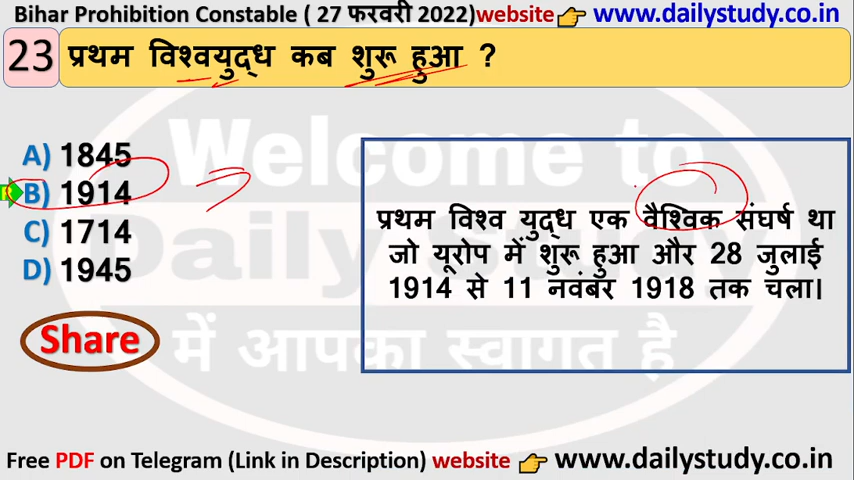 Bihar Prohibition Constable ( 27 फरवरी 2022)website 👉 www.dailystudy.co.in
23 प्रथम विश्वयुद्ध कब शुरू हुआ ?
A) 1845
B) 1914
C) 1714
D) 1945
Share
प्रथम विश्व युद्ध एक वैश्विक संघर्ष था
जो यूरोप में शुरू हुआ और 28 जुलाई
1914 से 11 नवंबर 1918 तक चला।
Welcome to
Daily Study
में आपका स्वागत है
Free PDF on Telegram (Link in Description) website 👉 www.dailystudy.co.in